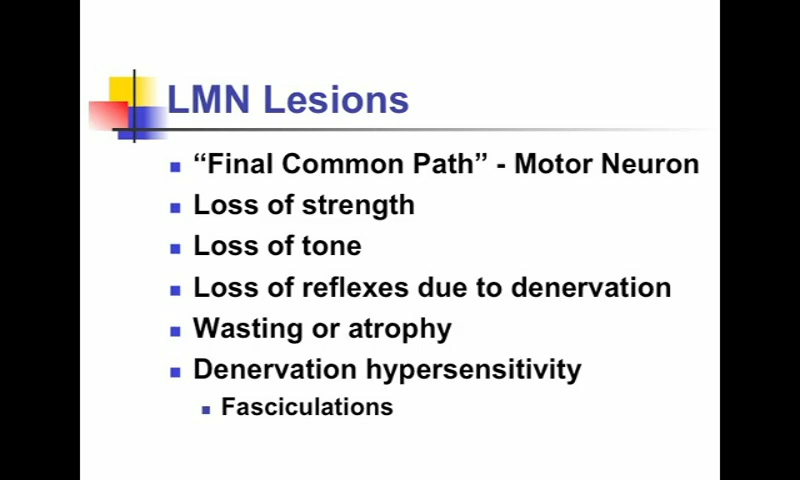 LMN Lesions
“Final Common Path” - Motor Neuron
Loss of strength
Loss of tone
Loss of reflexes due to denervation
Wasting or atrophy
Denervation hypersensitivity
Fasciculations